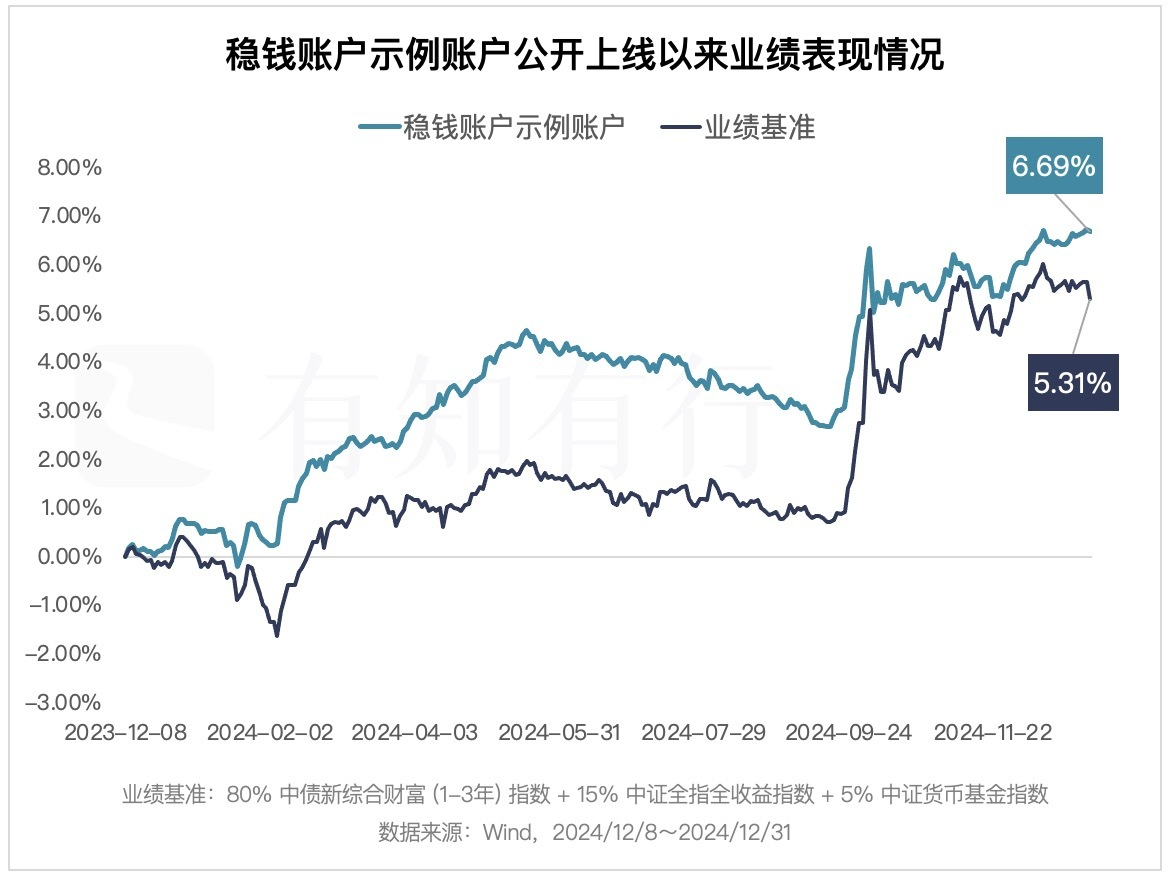 稳钱账户示例账户公开上线以来业绩表现情况
稳钱账户示例账户 业绩基准
8.00%
7.00%
6.00%
5.00%
4.00%
3.00%
2.00%
1.00%
0.00%
–1.00%
–2.00%
–3.00%
6.69%
5.31%
有知有行
2023–12–08 2024–02–02 2024–04–03 2024–05–31 2024–07–29 2024–09–24 2024–11–22
业绩基准：80% 中债新综合财富（1–3年）指数 + 15% 中证全指全收益指数 + 5% 中证货币基金指数
数据来源：Wind，2024/12/8～2024/12/31